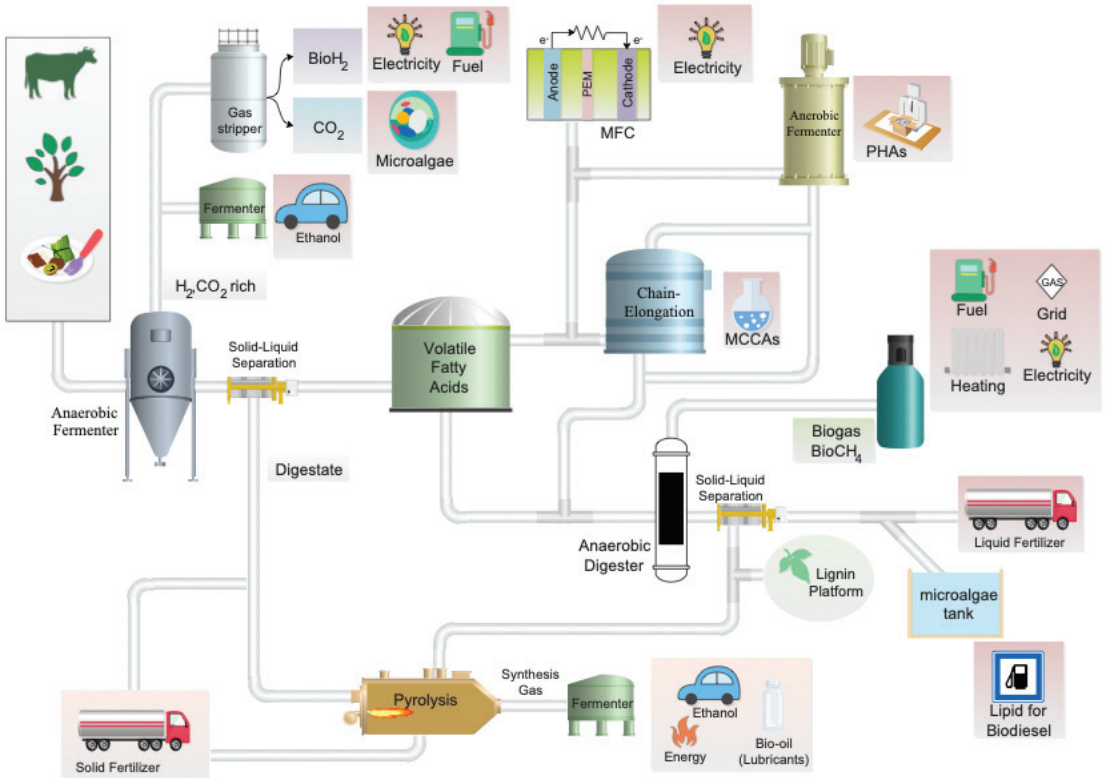 Gas
stripper
BioH2
CO2
Electricity
Fuel
Microalgae
Fermenter
Ethanol
H2,CO2 rich
e-
e-
Anode
PEM
Cathode
MFC
Electricity
Anerobic
Fermenter
PHAs
Chain-
Elongation
MCCAs
Solid-Liquid
Separation
Anaerobic
Fermenter
Volatile
Fatty
Acids
Fuel
GAS
Grid
Heating
Electricity
Biogas
BioCH4
Digestate
Solid-Liquid
Separation
Anaerobic
Digester
Liquid Fertilizer
Lignin
Platform
microalgae
tank
Lipid for
Biodiesel
Pyrolysis
Synthesis
Gas
Fermenter
Ethanol
Energy
Bio-oil
(Lubricants)
Solid Fertilizer